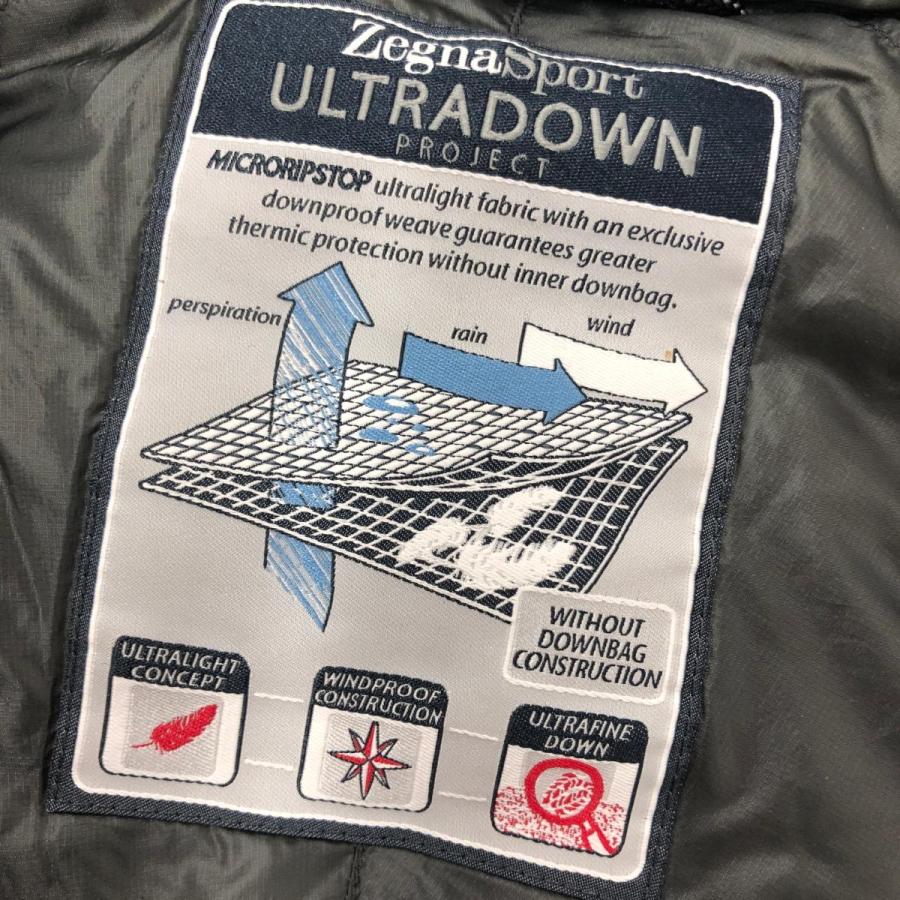 ZegnaSport
ULTRADOWN
PROJECT
MICRORIPSTOP ultralight fabric with an exclusive
downproof weave guarantees greater
thermic protection without inner downbag.
perspiration
rain
wind
WITHOUT
DOWNBAG
CONSTRUCTION
ULTRALIGHT
CONCEPT
WINDPROOF
CONSTRUCTION
ULTRAFINE
DOWN